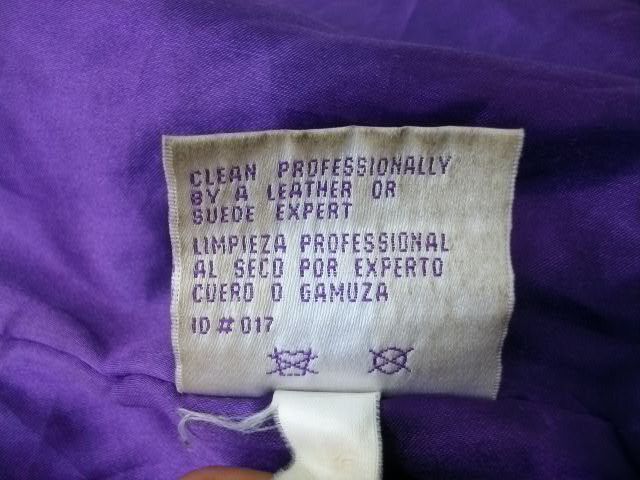 CLEAN PROFESSIONALLY
BY A LEATHER OR
SUEDE EXPERT
LIMPIEZA PROFESSIONAL
AL SECO POR EXPERTO
CUERO O GAMUZA
ID # 017